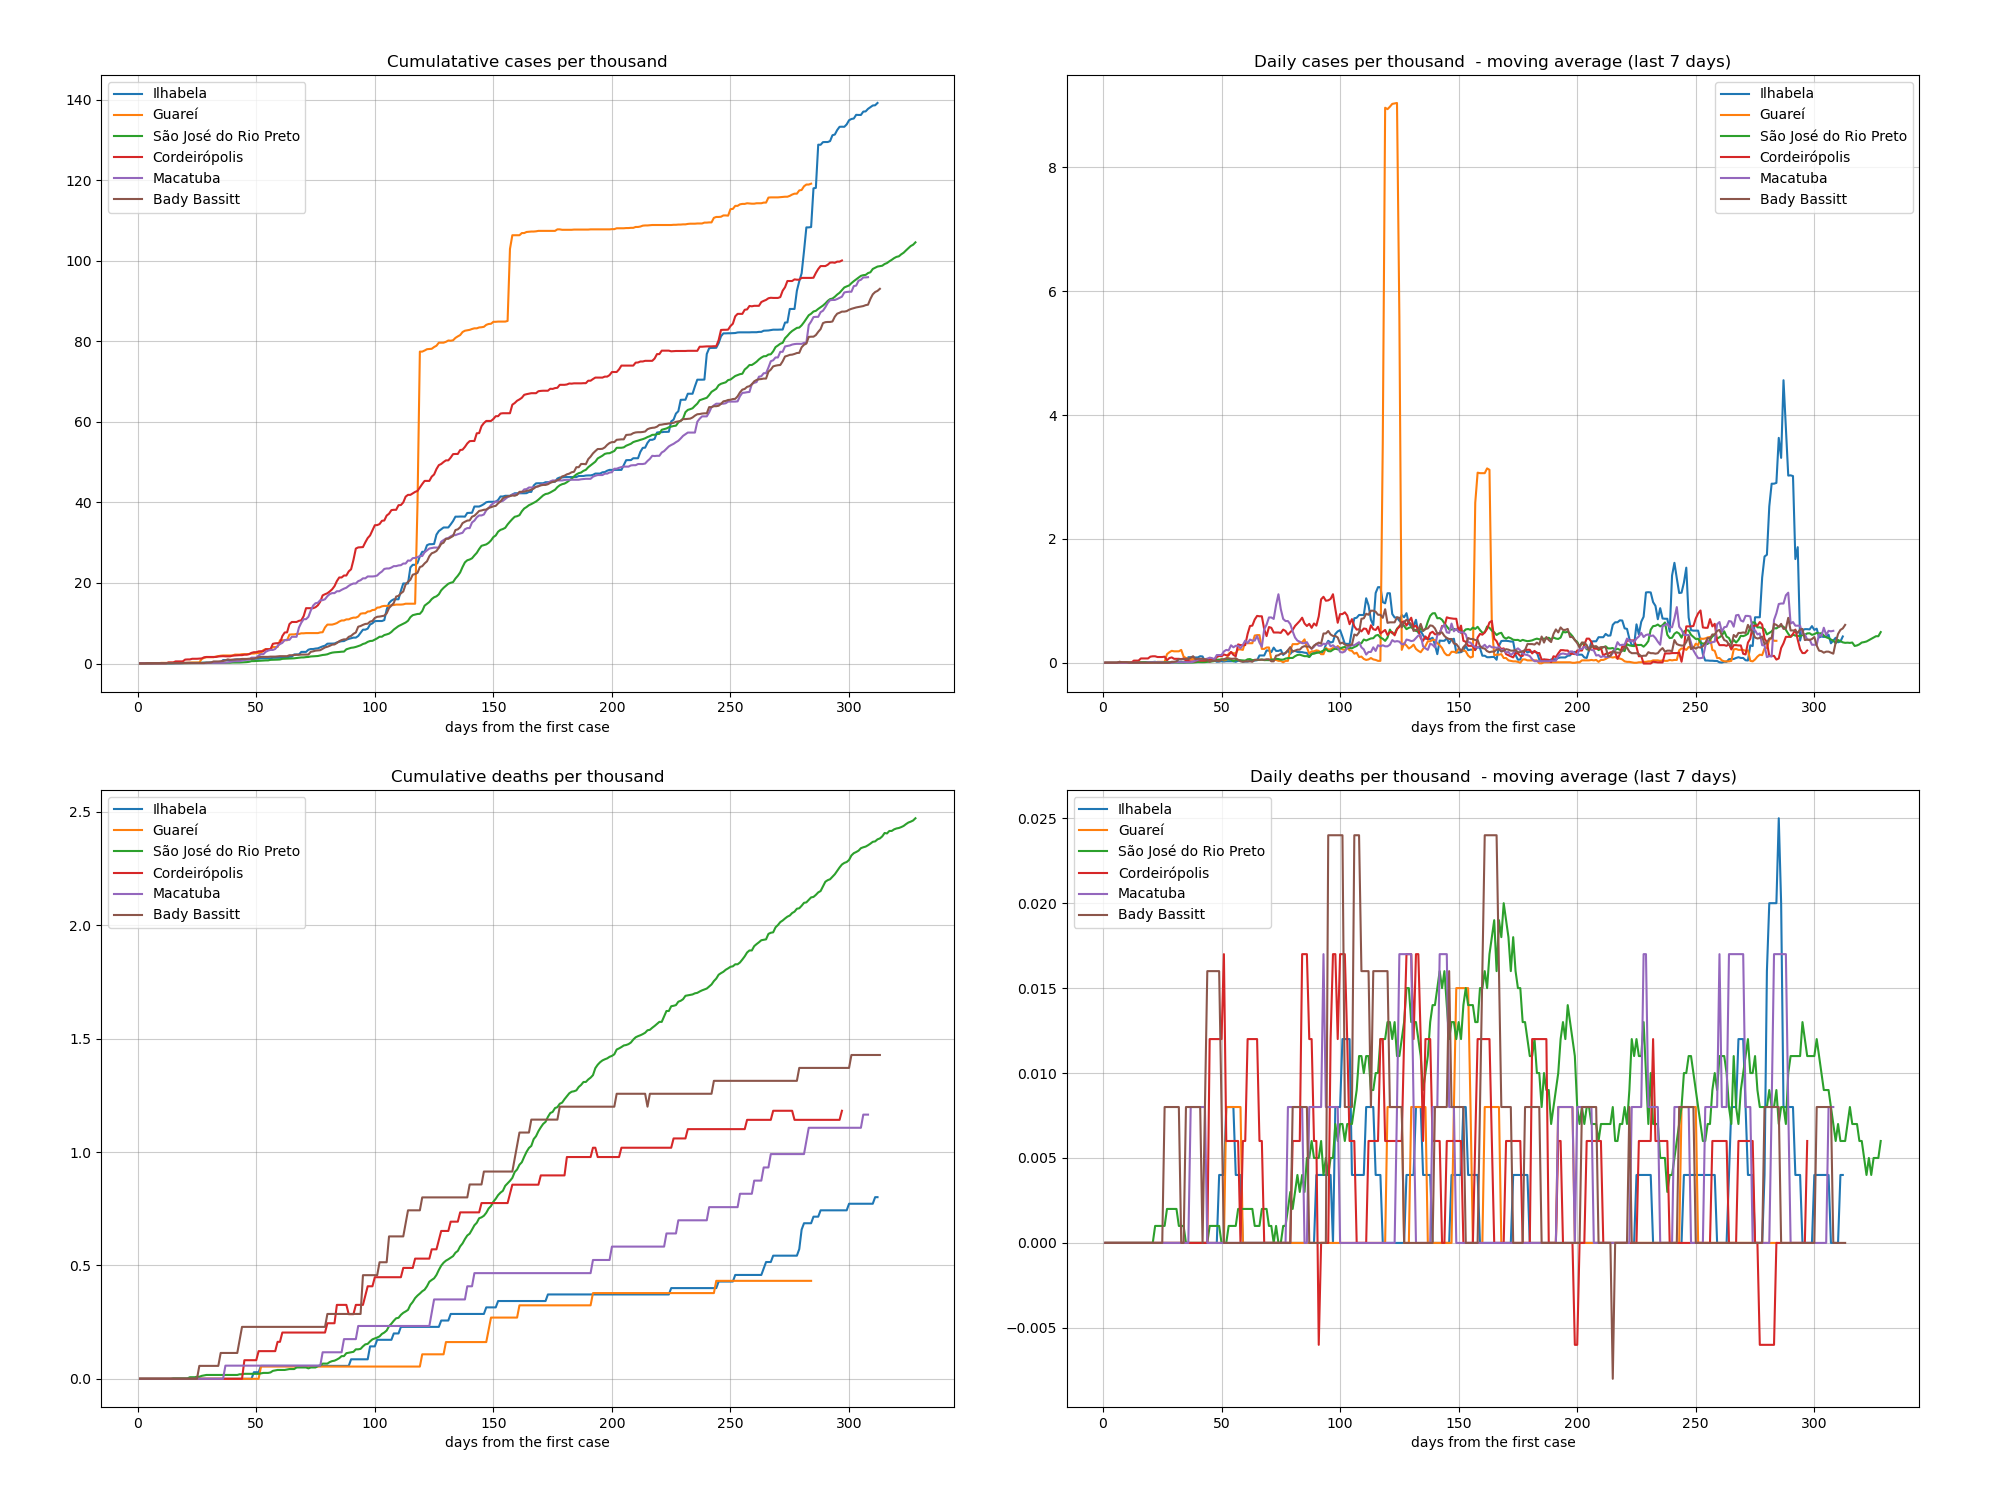 Cumulatative cases per thousand
Ilhabela
Guareí
São José do Rio Preto
Cordeirópolis
Macatuba
Bady Bassitt
140
120
100
80
60
40
20
0
0 50 100 150 200 250 300
days from the first case
Daily cases per thousand  - moving average (last 7 days)
Ilhabela
Guareí
São José do Rio Preto
Cordeirópolis
Macatuba
Bady Bassitt
8
6
4
2
0
0 50 100 150 200 250 300
days from the first case
Cumulative deaths per thousand
Ilhabela
Guareí
São José do Rio Preto
Cordeirópolis
Macatuba
Bady Bassitt
2.5
2.0
1.5
1.0
0.5
0.0
0 50 100 150 200 250 300
days from the first case
Daily deaths per thousand  - moving average (last 7 days)
Ilhabela
Guareí
São José do Rio Preto
Cordeirópolis
Macatuba
Bady Bassitt
0.025
0.020
0.015
0.010
0.005
0.000
−0.005
0 50 100 150 200 250 300
days from the first case